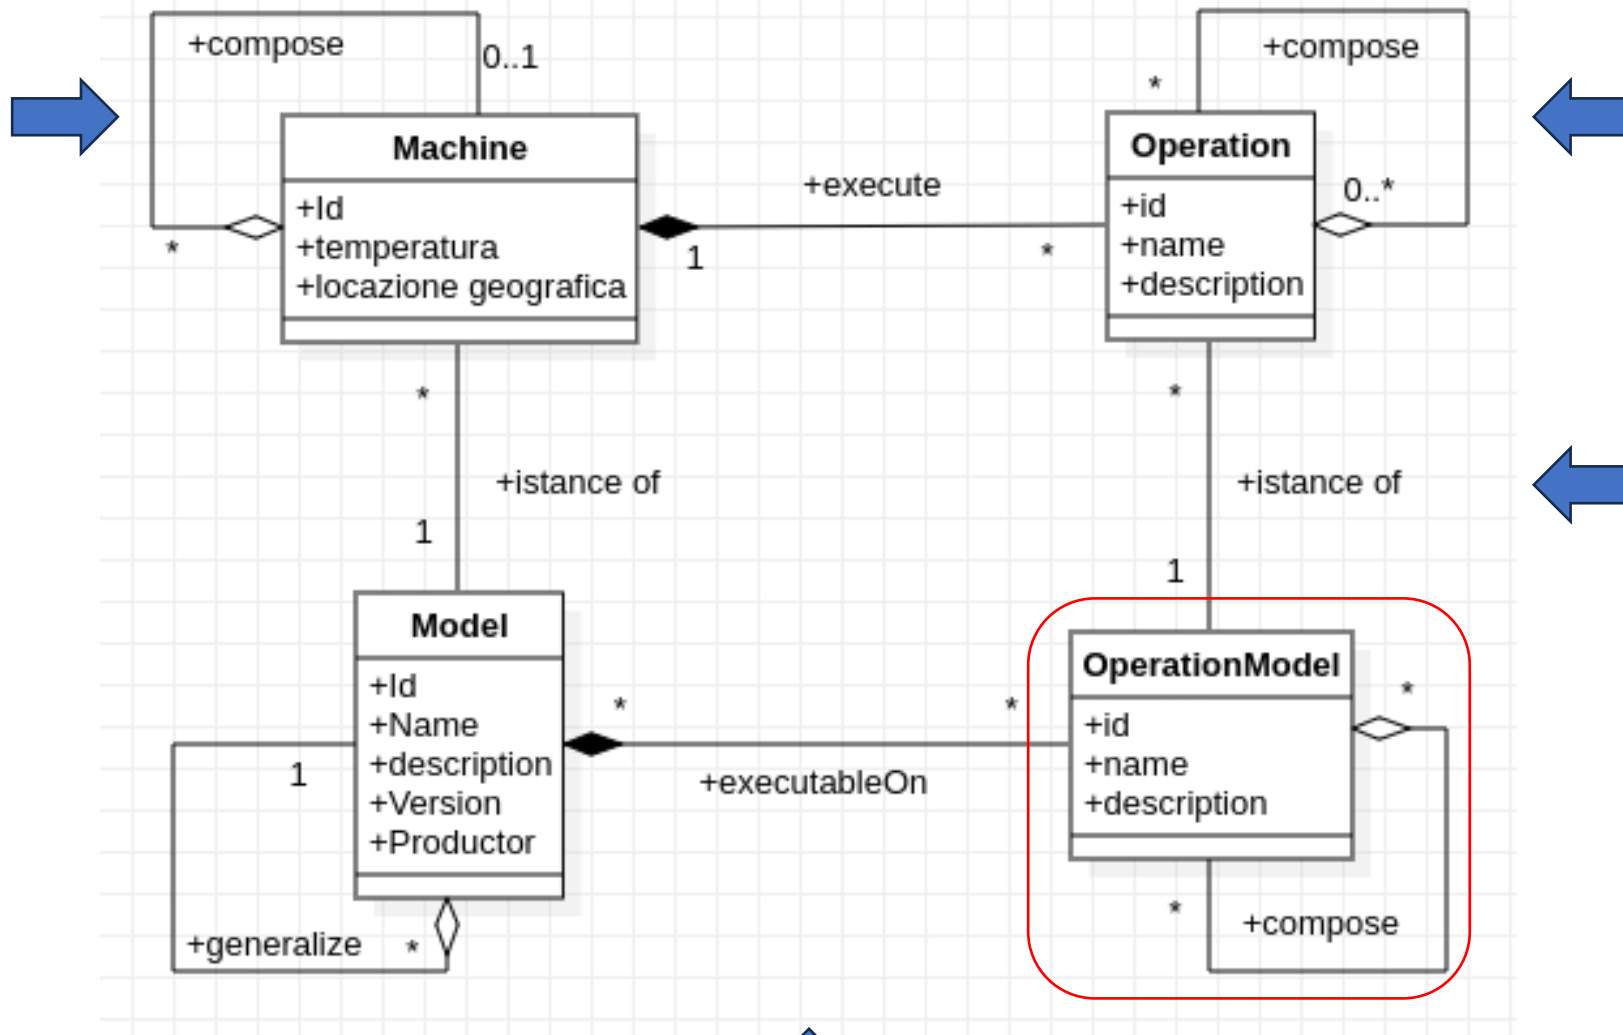 +compose
0..1
*
Machine
+Id
+temperatura
+locazione geografica
+execute
1
*
+compose
*
Operation
0..*
+id
+name
+description
*
+istance of
1
*
+istance of
1
Model
+Id
+Name
+description
+Version
+Productor
1
+generalize
*
*
*
+executableOn
OperationModel
*
+id
+name
+description
*
+compose